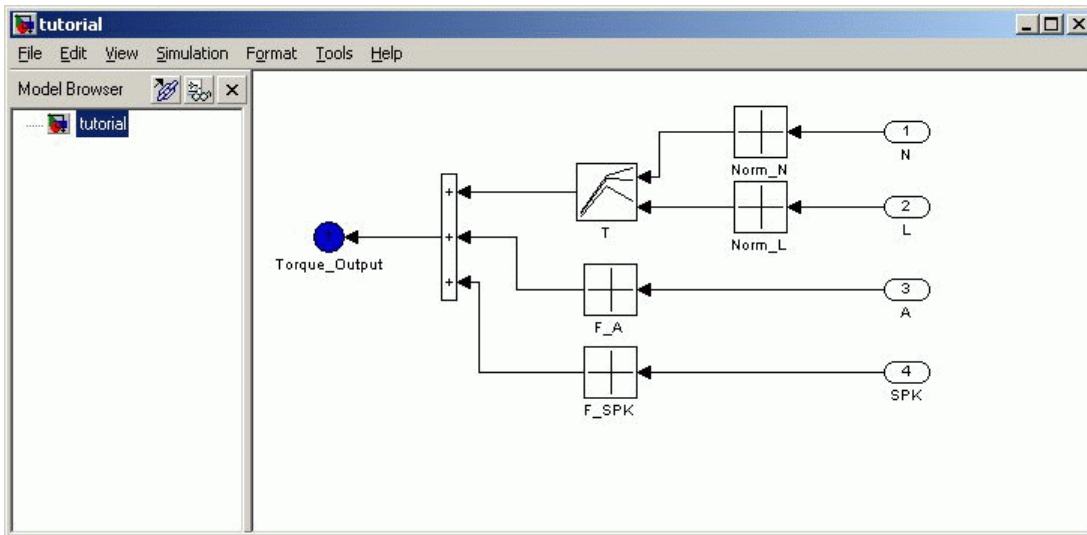 tutorial
File Edit View Simulation Format Tools Help
Model Browser
tutorial
1
N
Norm_N
2
L
Norm_L
T
+
+
+
Torque_Output
3
A
F_A
4
SPK
F_SPK